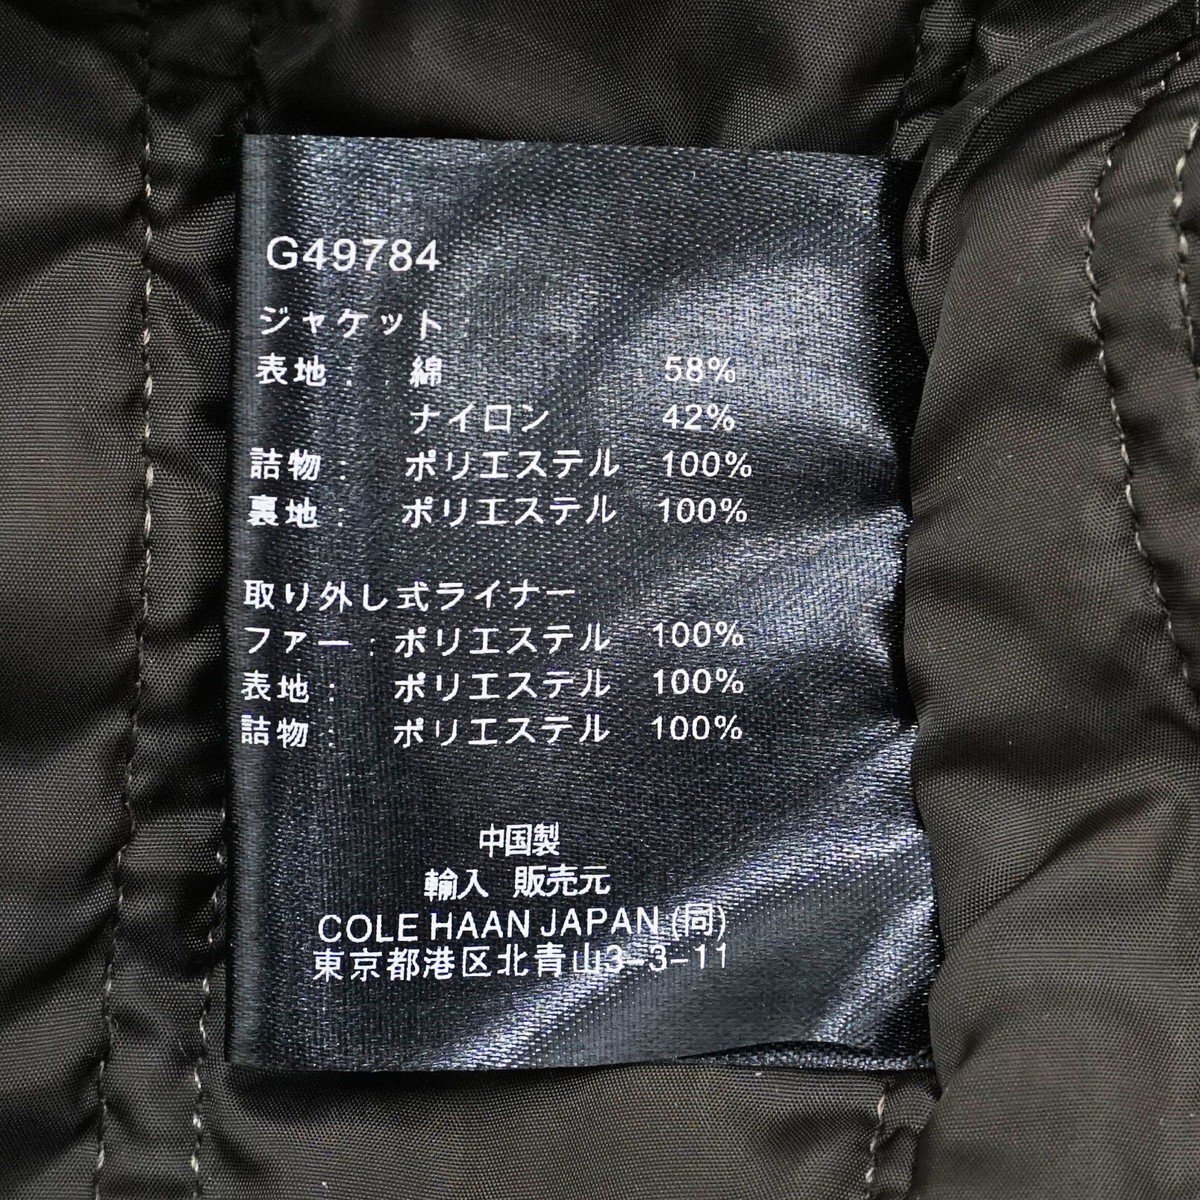 G49784
ジャケット
表地： 綿 58%
ナイロン 42%
詰物： ポリエステル 100%
裏地： ポリエステル 100%
取り外し式ライナー
ファー： ポリエステル 100%
表地： ポリエステル 100%
詰物： ポリエステル 100%
中国製
輸入 販売元
COLE HAAN JAPAN (同)
東京都港区北青山3-3-11